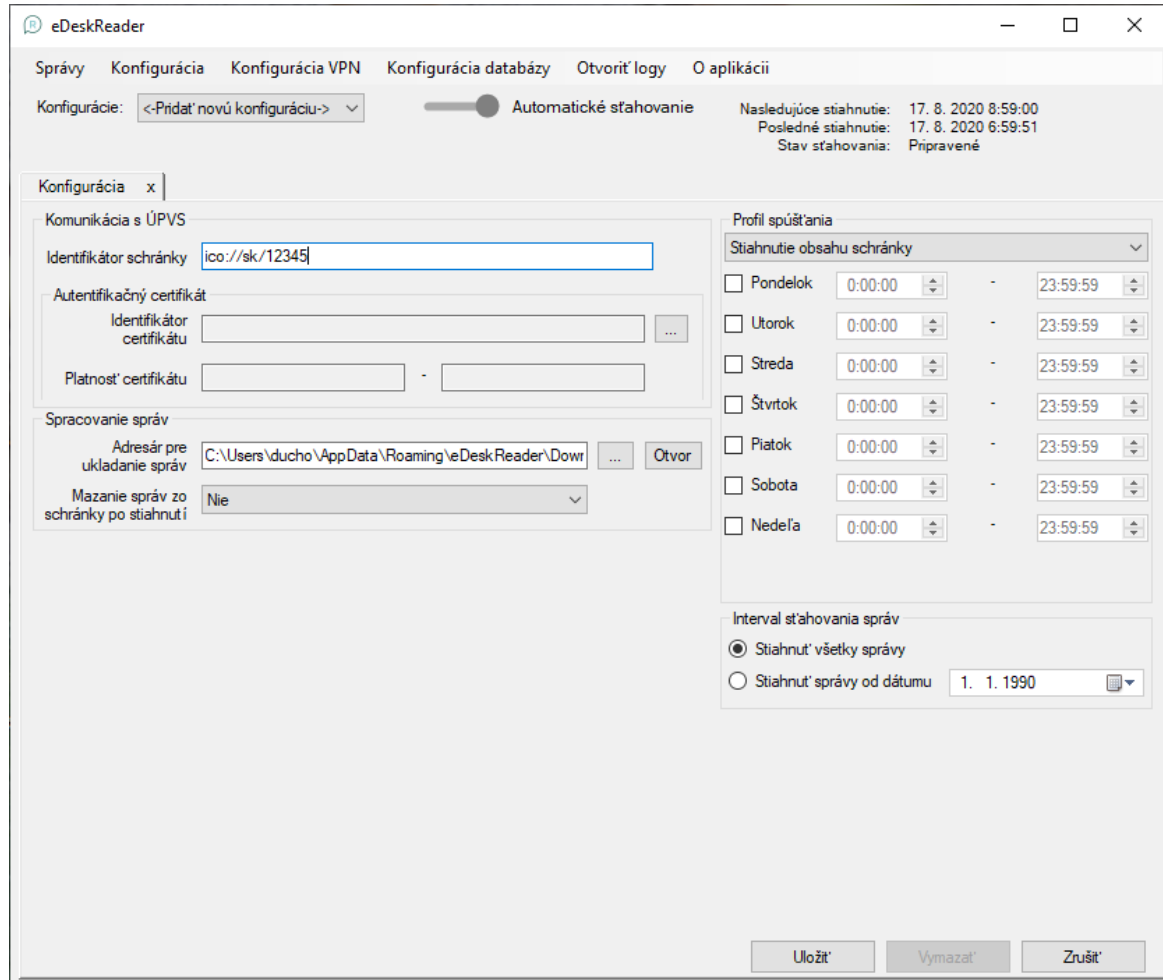 eDeskReader
Správy Konfigurácia Konfigurácia VPN Konfigurácia databázy Otvoriť logy O aplikácii
Konfigurácie: <-Pridať novú konfiguráciu-> Automatické sťahovanie
Nasledujúce stiahnutie: 17. 8. 2020 8:59:00
Posledné stiahnutie: 17. 8. 2020 6:59:51
Stav sťahovania: Pripravené
Konfigurácia x
Komunikácia s ÚPVS
Identifikátor schránky ico://sk/12345
Autentifikačný certifikát
Identifikátor
certifikátu ...
Platnosť certifikátu -
Spracovanie správ
Adresár pre
ukladanie správ C:\Users\ducho\AppData\Roaming\eDeskReader\Dowr ... Otvor
Mazanie správ zo
schránky po stiahnutí Nie
Profil spúšťania
Stiahnutie obsahu schránky
Pondelok 0:00:00 - 23:59:59
Utorok 0:00:00 - 23:59:59
Streda 0:00:00 - 23:59:59
Štvrtok 0:00:00 - 23:59:59
Piatok 0:00:00 - 23:59:59
Sobota 0:00:00 - 23:59:59
Nedeľa 0:00:00 - 23:59:59
Interval sťahovania správ
Stiahnuť všetky správy
Stiahnuť správy od dátumu 1. 1. 1990
Uložiť Vymazať Zrušiť